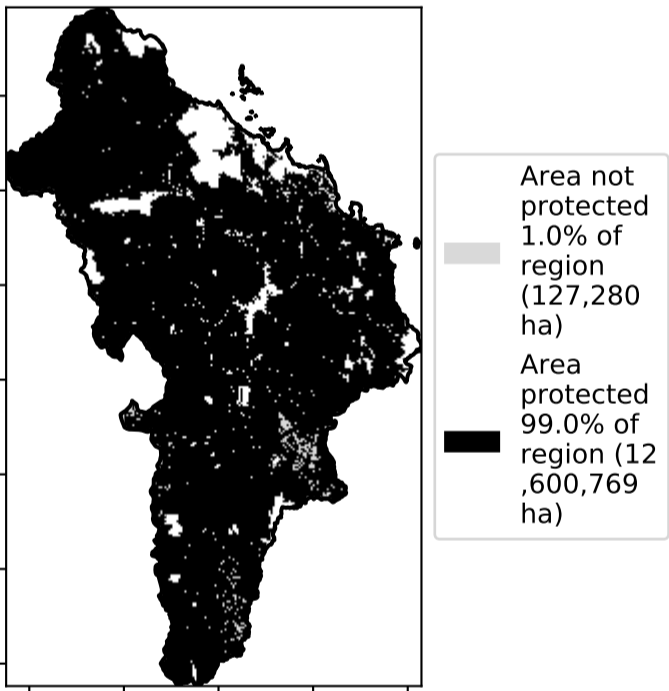 Area not
protected
1.0% of
region
(127,280
ha)
Area
protected
99.0% of
region (12
,600,769
ha)